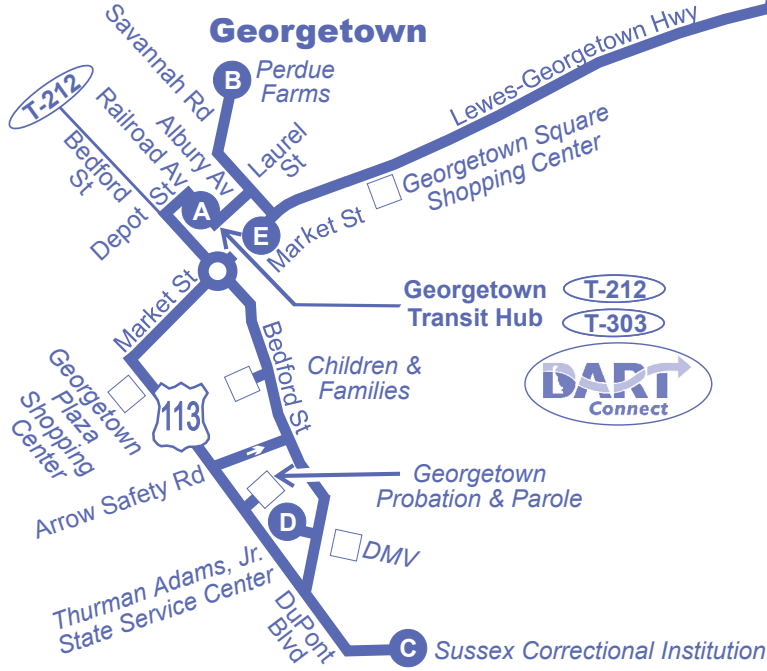 Georgetown
Savannah Rd
B
Perdue
Farms
Lewes-Georgetown Hwy
T-212
Railroad Av
Albury Av
Laurel
St
Bedford
St
Georgetown Square
Shopping Center
Depot St
A
E
Market St
Market St
Georgetown
Transit Hub
T-212
T-303
DART
Connect
Bedford St
Children &
Families
Georgetown
Plaza
Shopping
Center
113
Arrow Safety Rd
Georgetown
Probation & Parole
D
DMV
Thurman Adams, Jr.
State Service Center
DuPont
Blvd
C
Sussex Correctional Institution